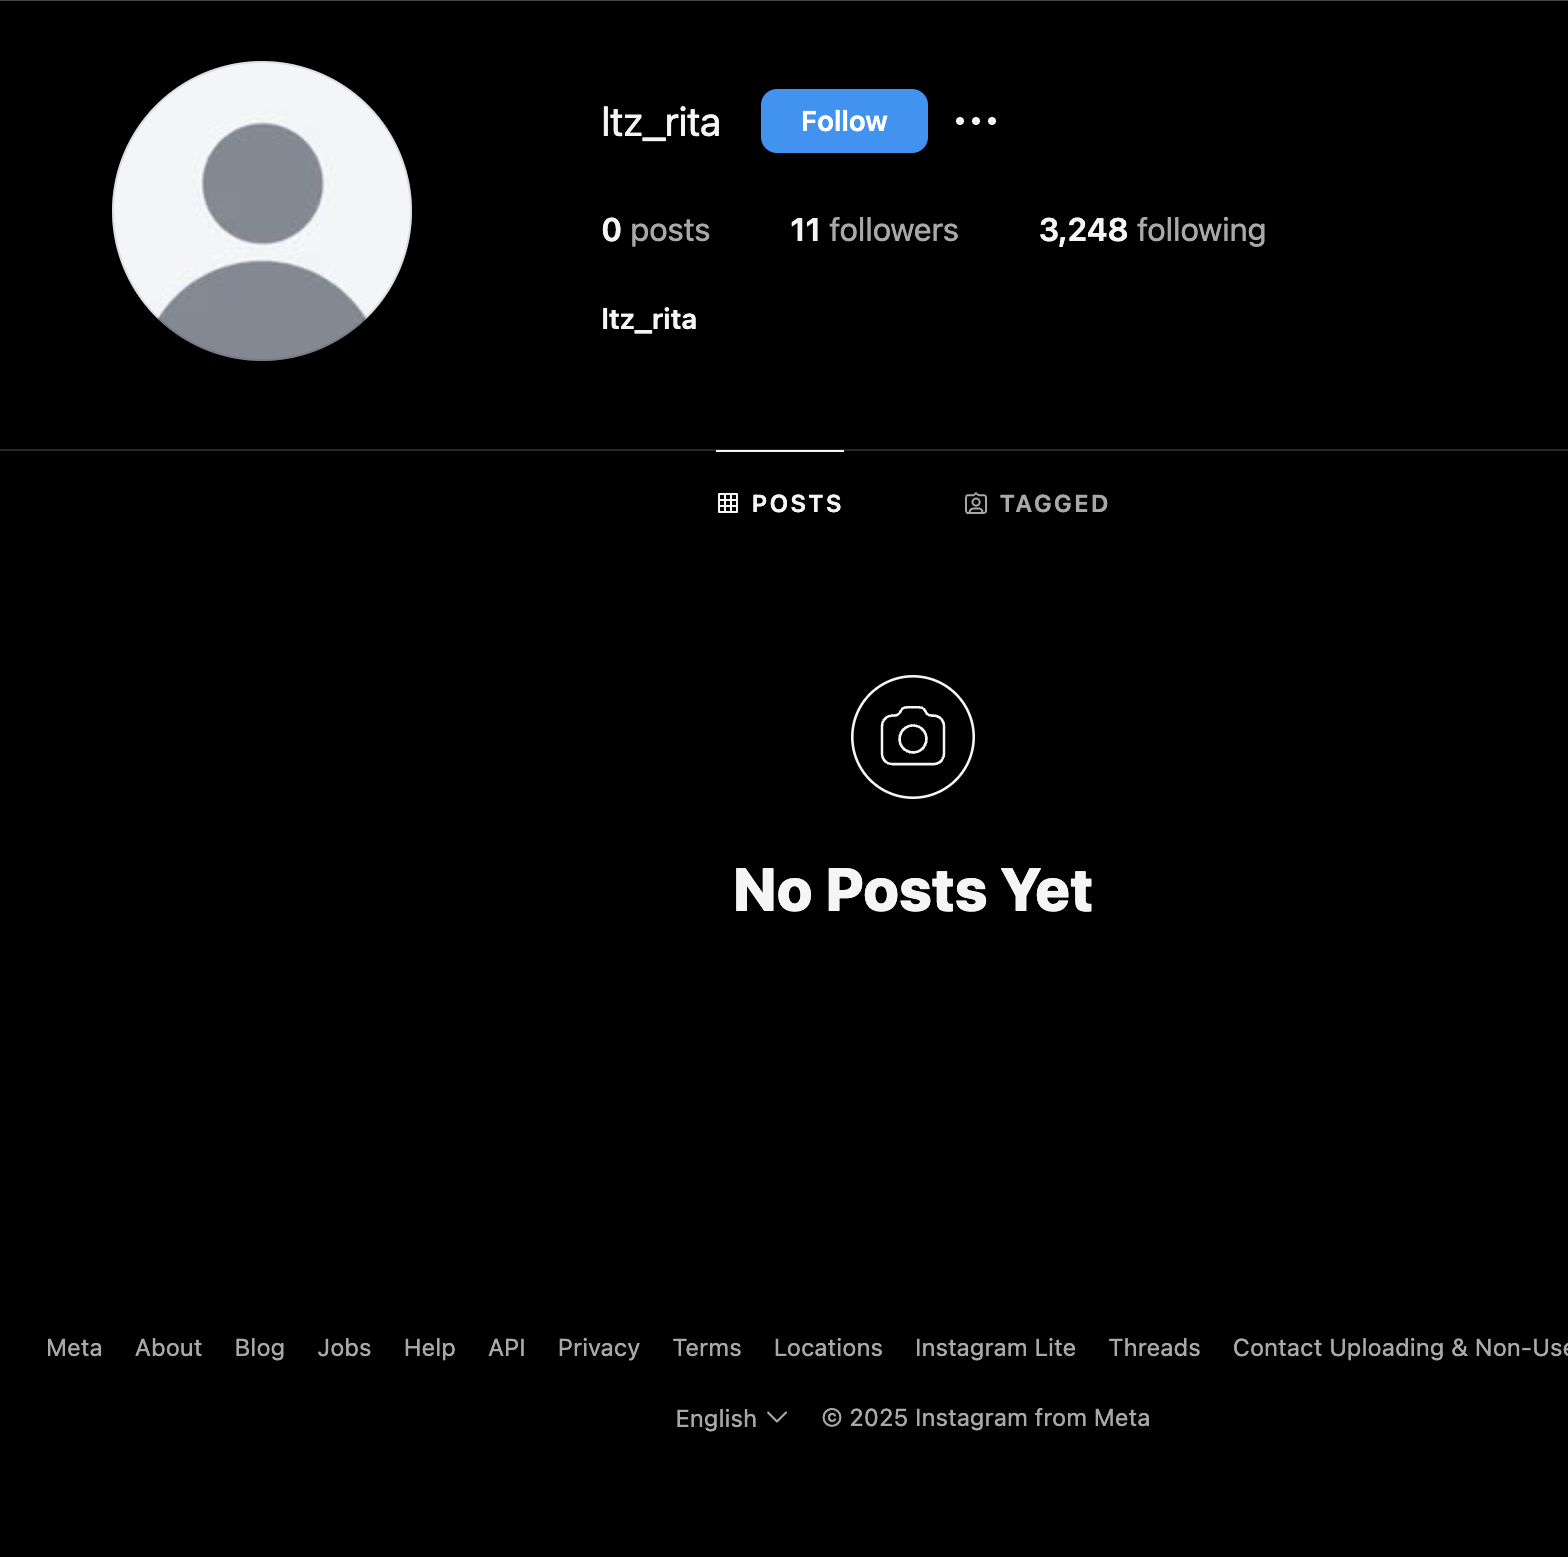 ltz_rita Follow
0 posts 11 followers 3,248 following
ltz_rita
POSTS TAGGED
No Posts Yet
Meta About Blog Jobs Help API Privacy Terms Locations Instagram Lite Threads Contact Uploading & Non-Use
English © 2025 Instagram from Meta